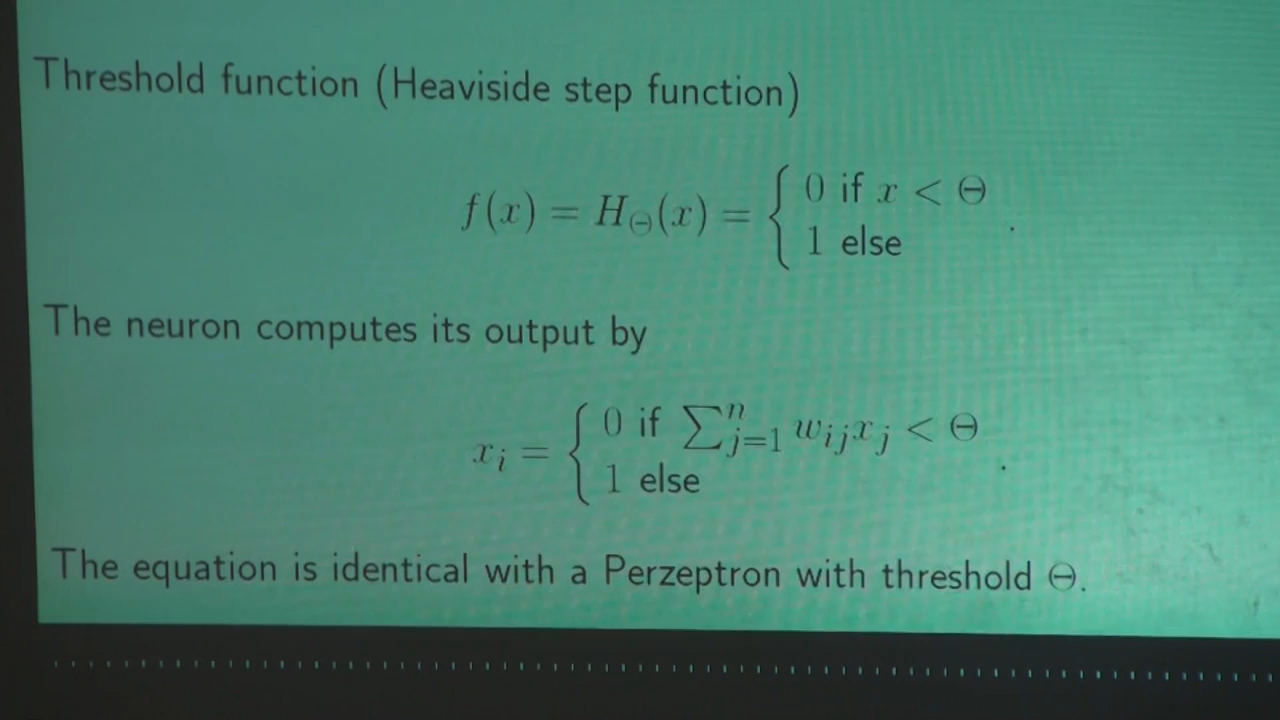 Threshold function (Heaviside step function)
f(x) = H_Θ(x) = { 0 if x < Θ
1 else .
The neuron computes its output by
x_i = { 0 if ∑_{j=1}^n w_{ij}x_j < Θ
1 else .
The equation is identical with a Perzeptron with threshold Θ.